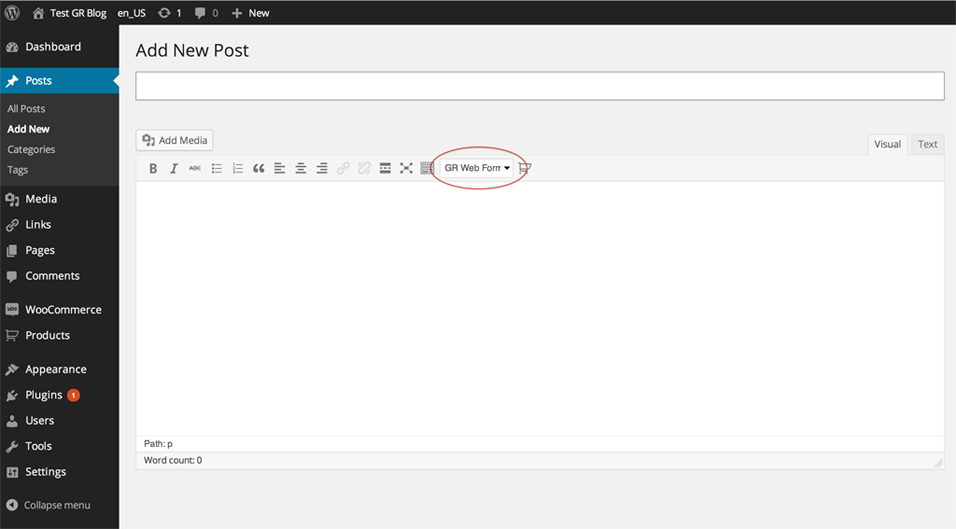 Test GR Blog en_US 1 0 New
Dashboard
Posts
All Posts
Add New
Categories
Tags
Media
Links
Pages
Comments
WooCommerce
Products
Appearance
Plugins 1
Users
Tools
Settings
Collapse menu
Add New Post
Add Media
Visual Text
B I ABC GR Web Form
Path: p
Word count: 0